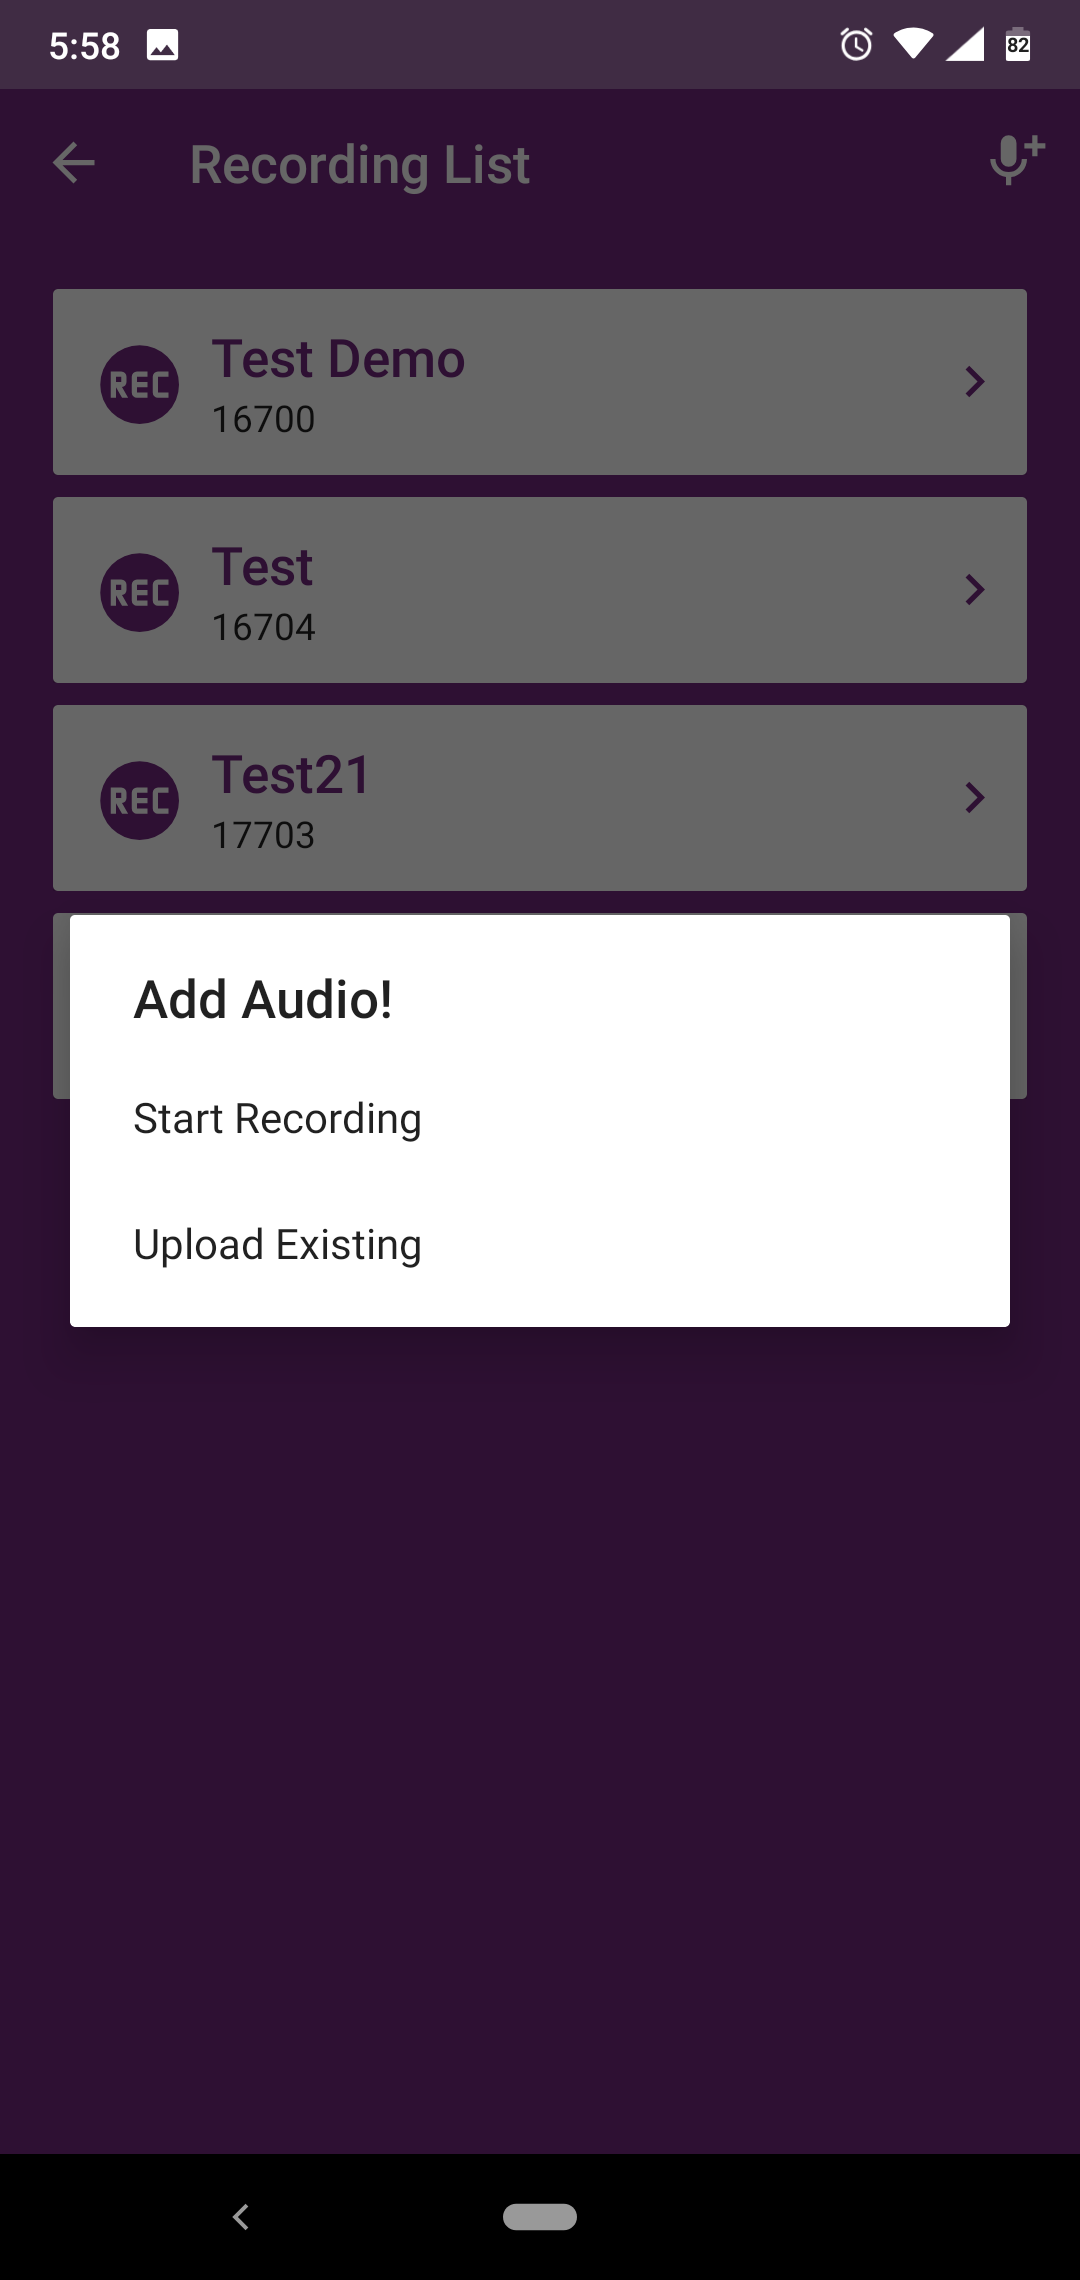 5:58
82
Recording List
REC
Test Demo
16700
REC
Test
16704
REC
Test21
17703
Add Audio!
Start Recording
Upload Existing